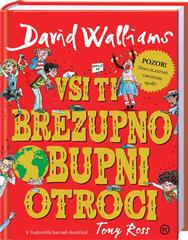 David Walliams
POZOR!
VSI TI
BREZUPNO
OBUPNI
OTROCI
V čudovitih barvah ilustriral
Tony Ross